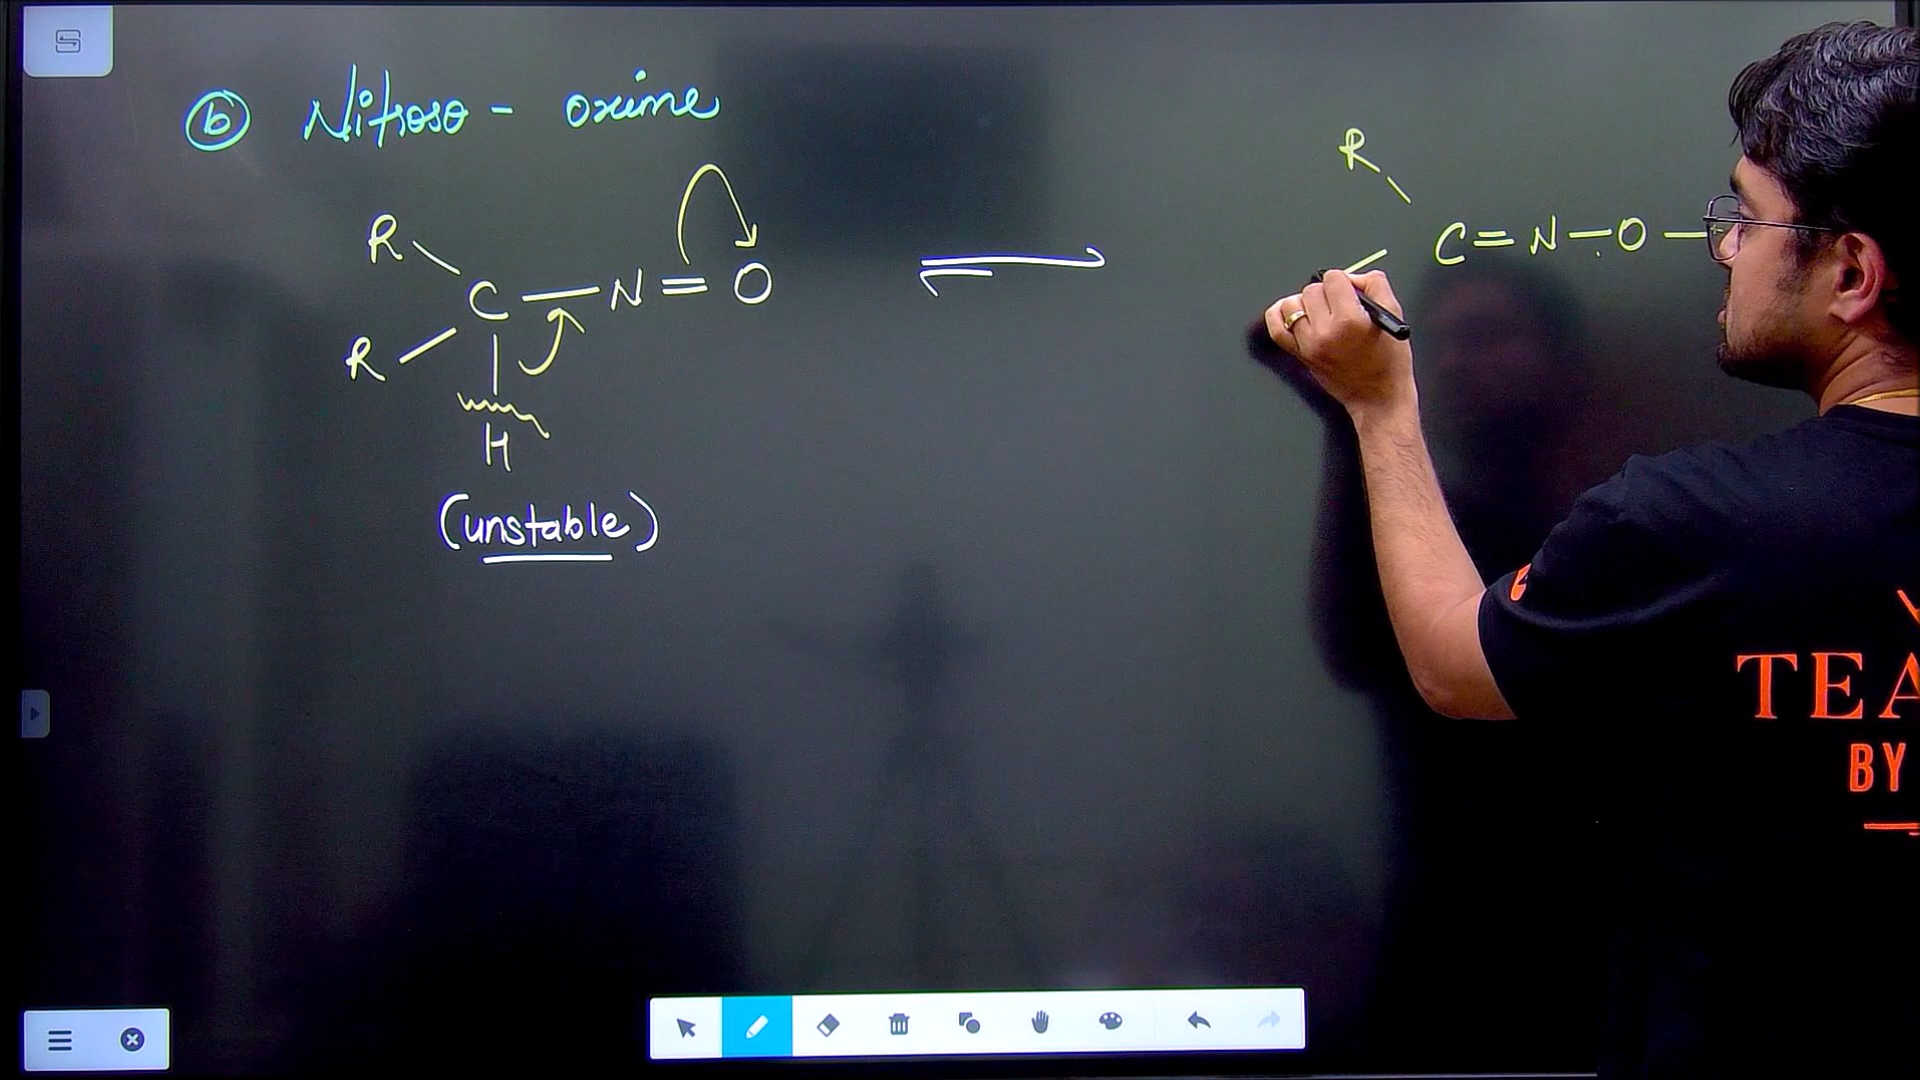 b Nitroso - oxime
R
C — N = O
R
H
(unstable)
R
C = N — O —
TEA
BY